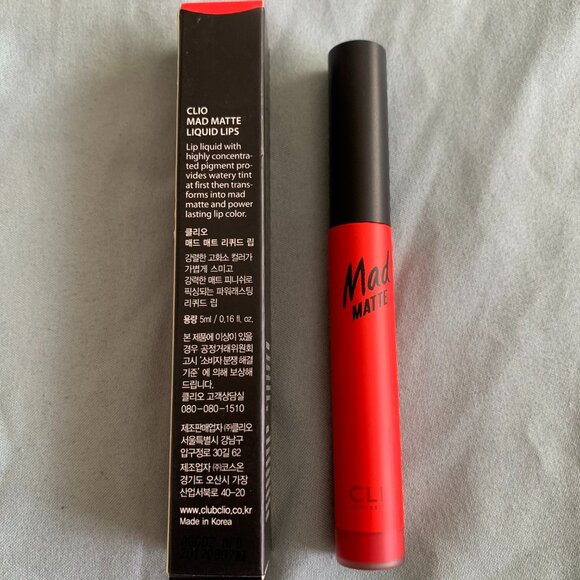 CLIO
MAD MATTE
LIQUID LIPS
Lip liquid with
highly concentra-
ted pigment pro-
vides watery tint
at first then trans-
forms into mad
matte and power
lasting lip color.
클리오
매드 매트 리퀴드 립
강렬한 고화소 컬러가
가볍게 스미고
강력한 매트 피니쉬로
픽싱되는 파워래스팅
리퀴드 립
용량 5ml / 0.16 fl. oz.
본 제품에 이상이 있을
경우 공정거래위원회
고시 '소비자 분쟁 해결
기준' 에 의해 보상해
드립니다.
클리오 고객상담실
080-080-1510
제조판매업자 ㈜클리오
서울특별시 강남구
압구정로 30길 62
제조업자 ㈜코스온
경기도 오산시 가장
산업서북로 40-20
www.clubclio.co.kr
Made in Korea
Mad
MATTE
CLI